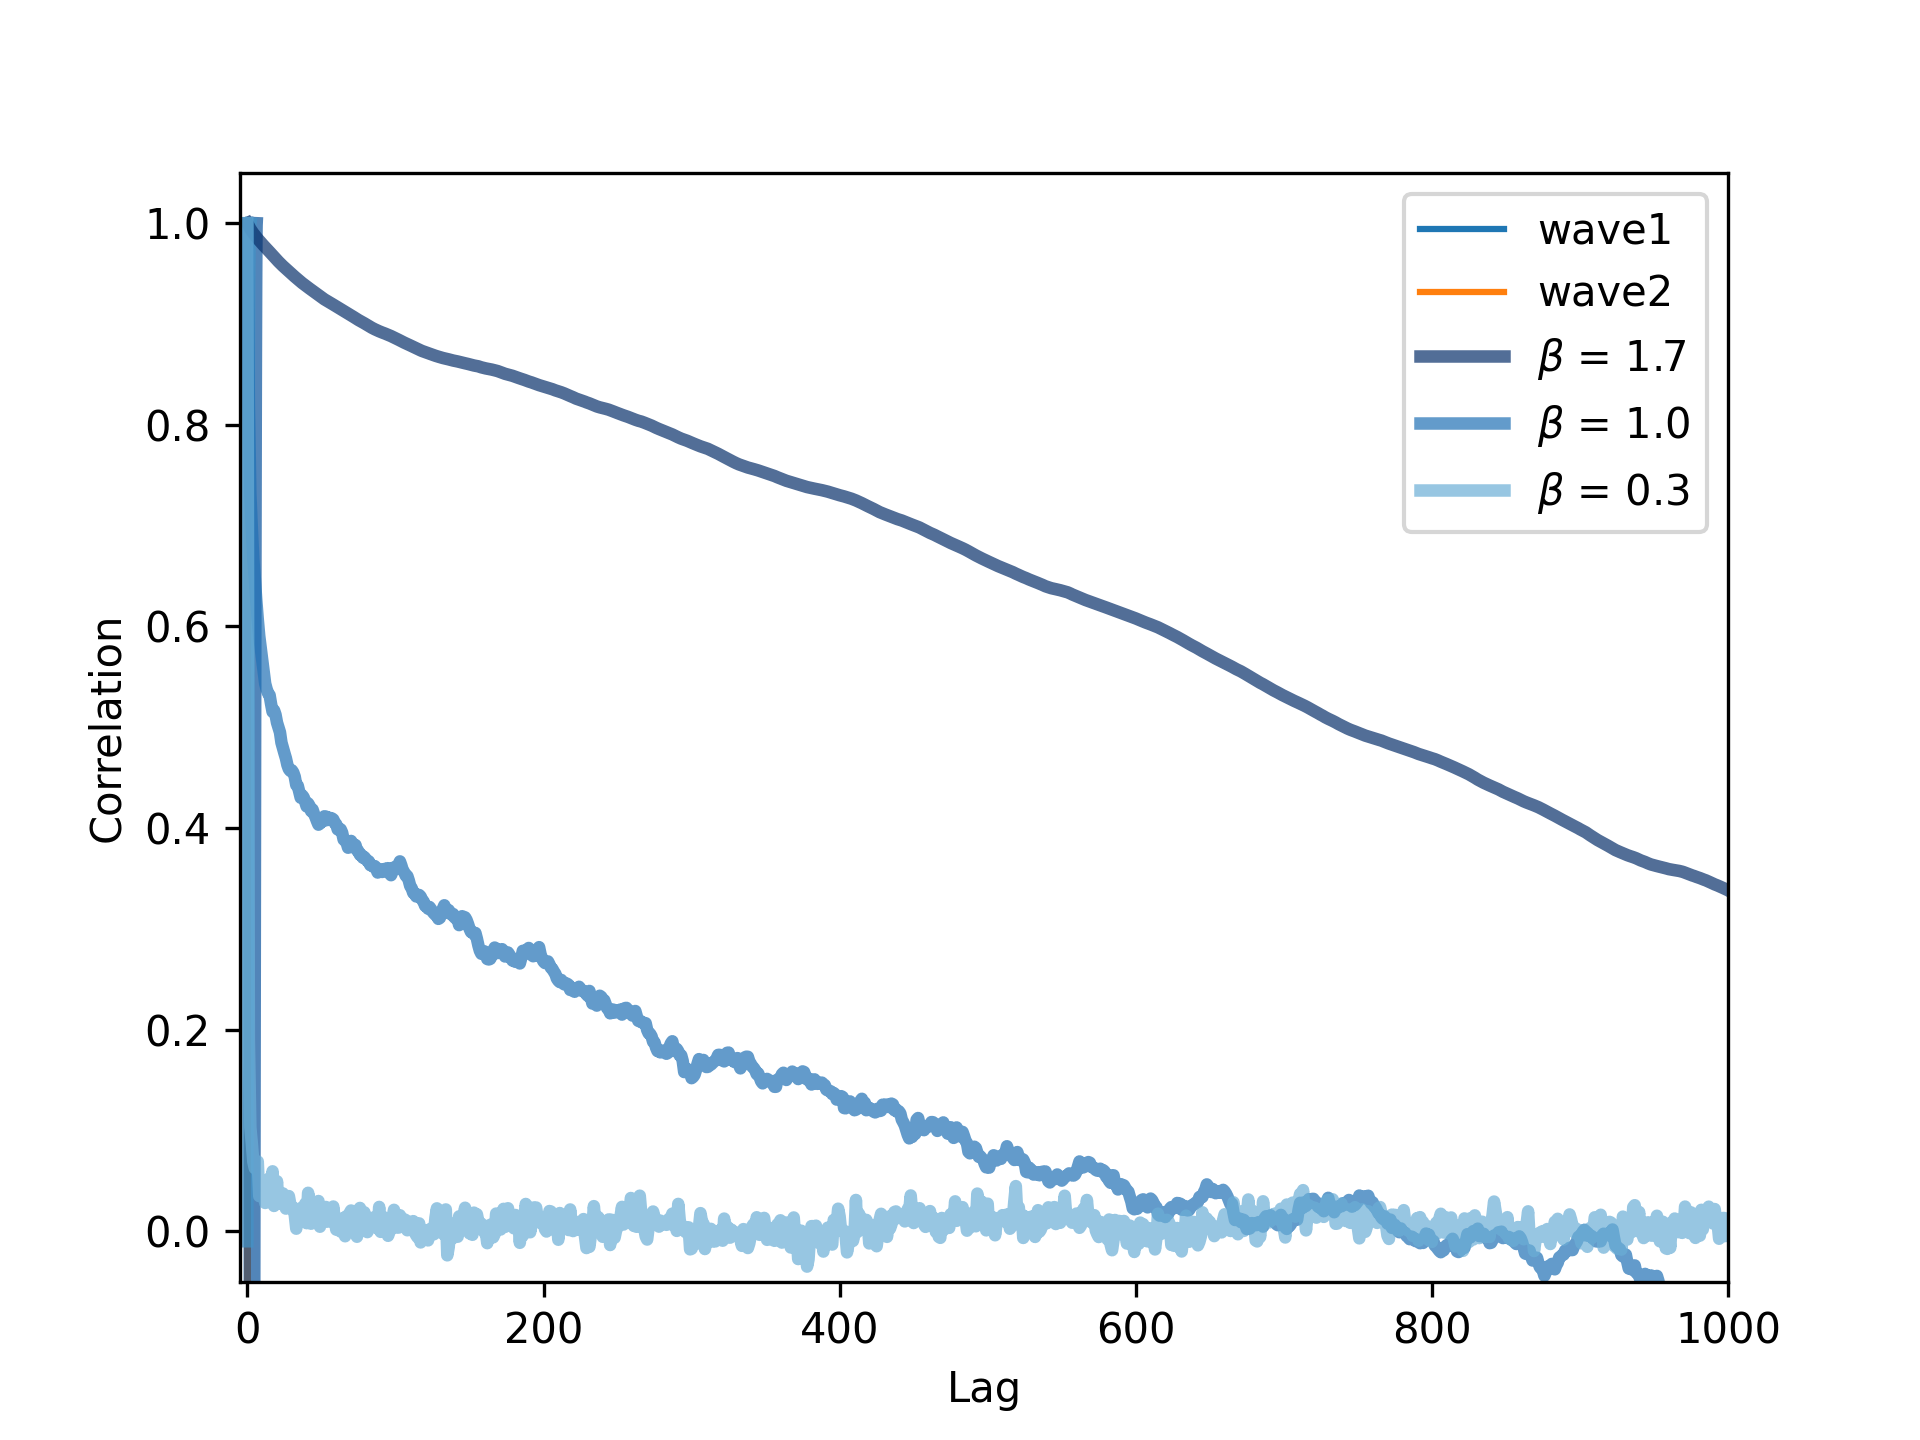 1.0
0.8
0.6
0.4
0.2
0.0
Correlation
0 200 400 600 800 1000
Lag
wave1
wave2
β = 1.7
β = 1.0
β = 0.3